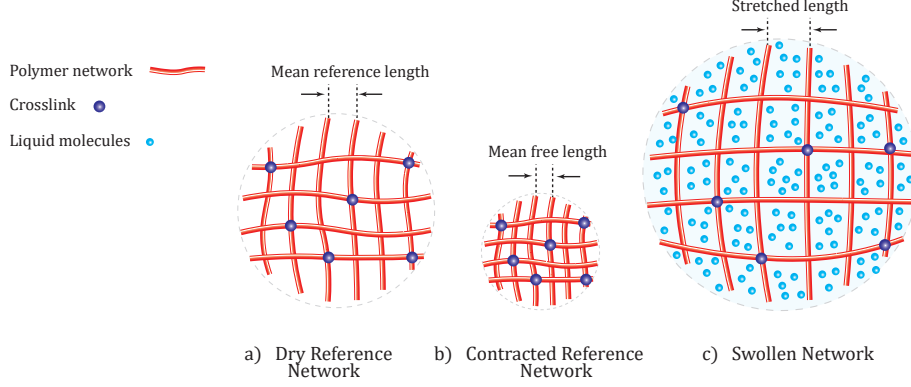 Stretched length
Polymer network
Mean reference length
Crosslink
Liquid molecules
Mean free length
a) Dry Reference
Network
b) Contracted Reference
Network
c) Swollen Network